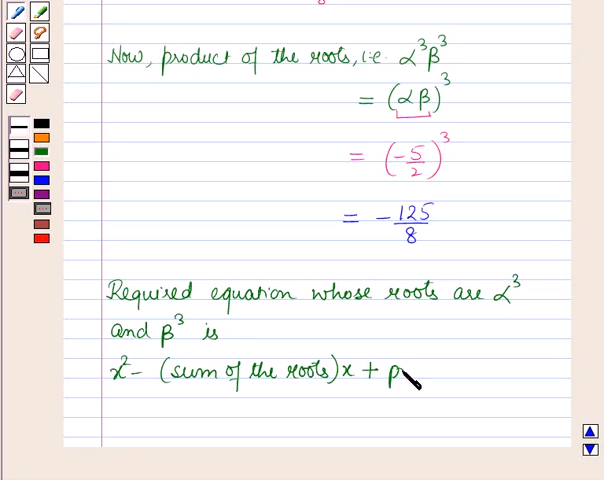 Now, product of the roots, i.e. α³β³
= (αβ)³
= (-5/2)³
= -125/8
Required equation whose roots are α³
and β³ is
x² - (sum of the roots)x + p